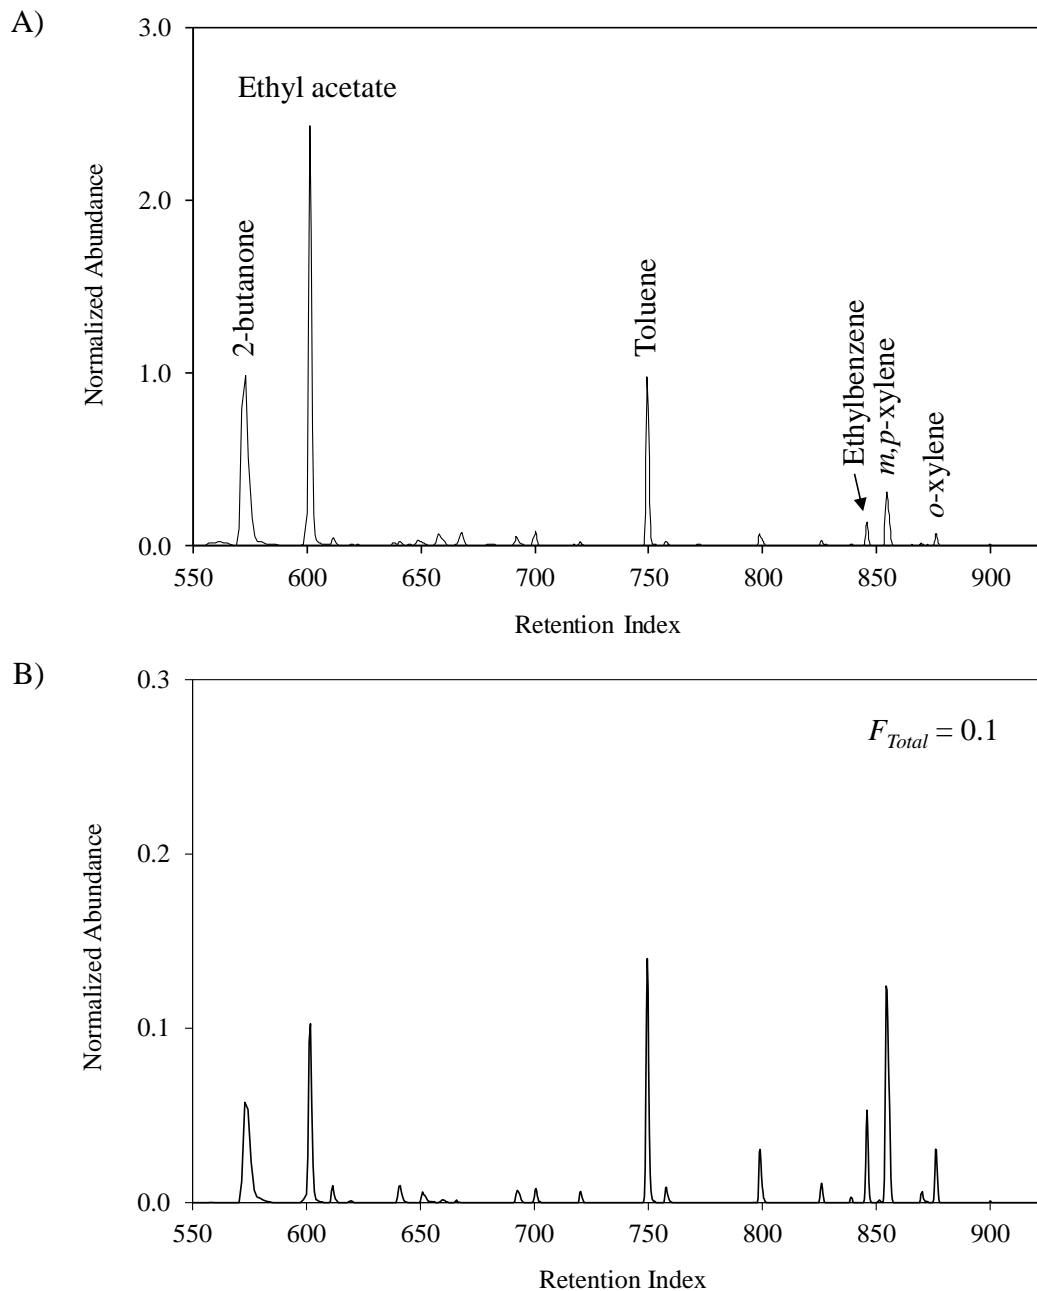 A)
3.0
2.0
1.0
0.0
Normalized Abundance
Ethyl acetate
2-butanone
Toluene
Ethylbenzene
m,p-xylene
o-xylene
550 600 650 700 750 800 850 900
Retention Index
B)
0.3
0.2
0.1
0.0
Normalized Abundance
F_Total = 0.1
550 600 650 700 750 800 850 900
Retention Index